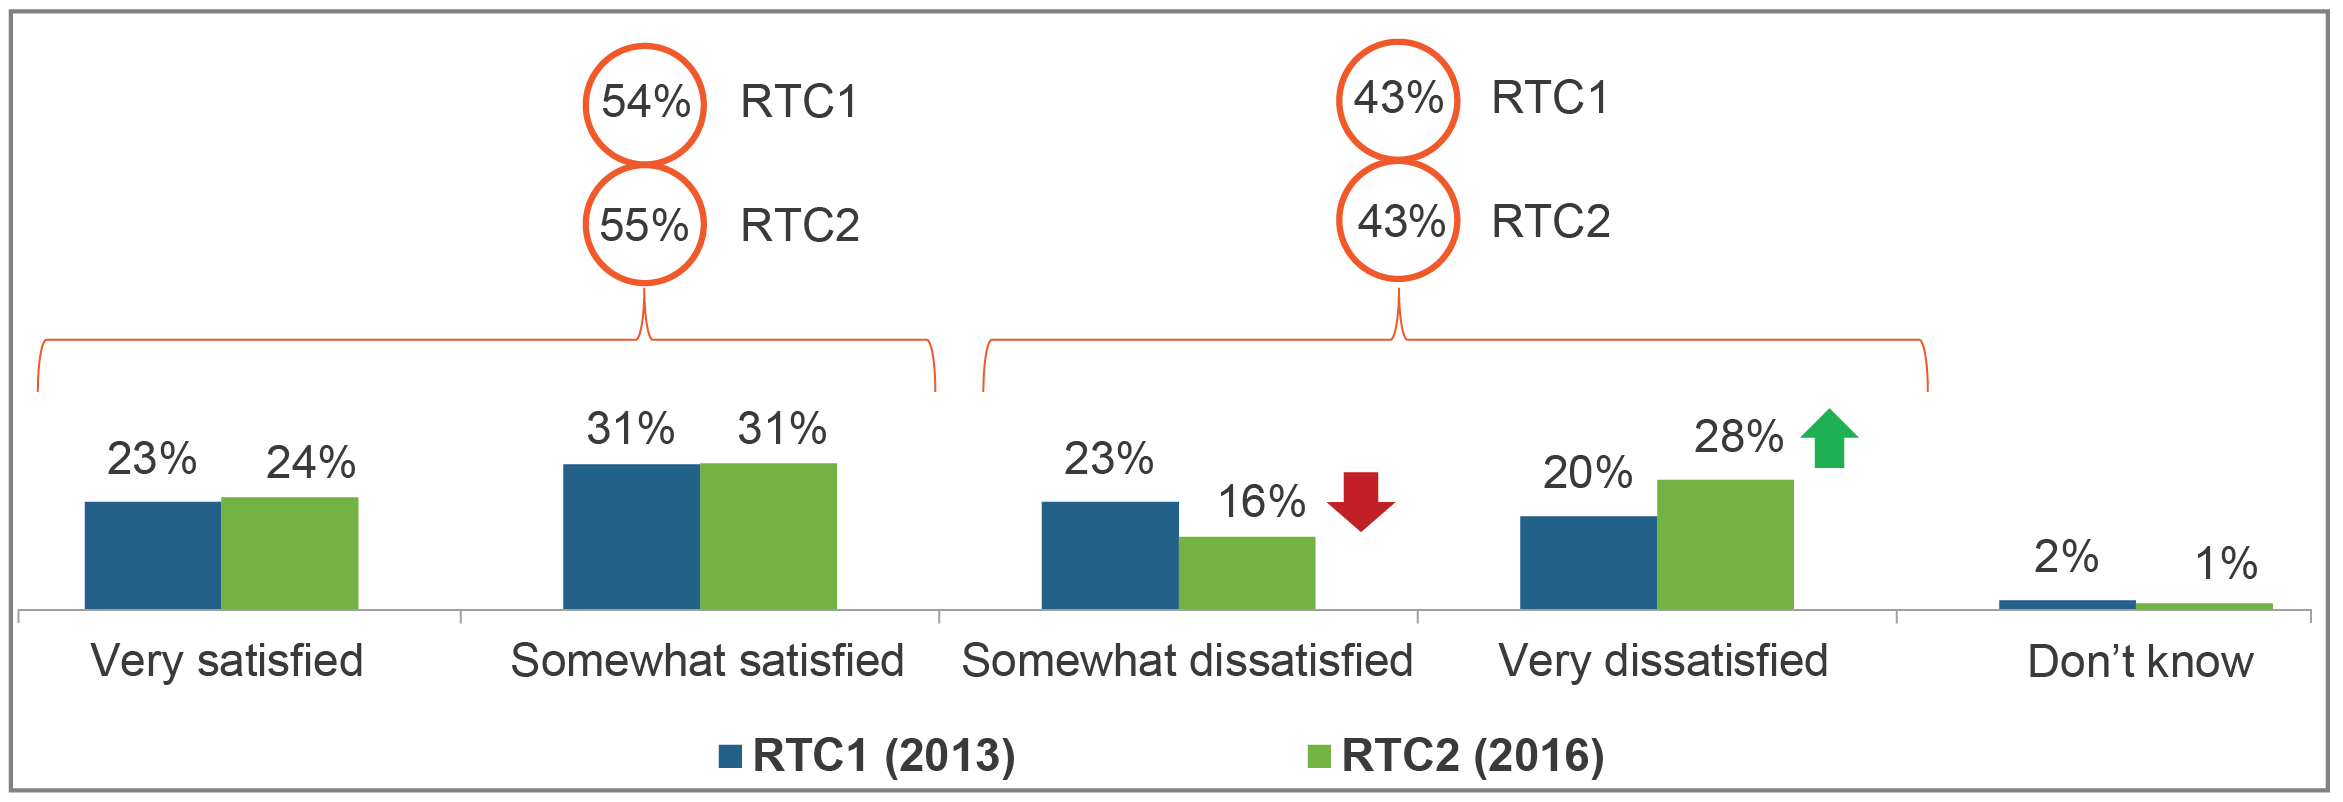 54% RTC1
43% RTC1
55% RTC2
43% RTC2
23% 24% 31% 31% 23% 16% 20% 28% 2% 1%
Very satisfied Somewhat satisfied Somewhat dissatisfied Very dissatisfied Don’t know
RTC1 (2013) RTC2 (2016)